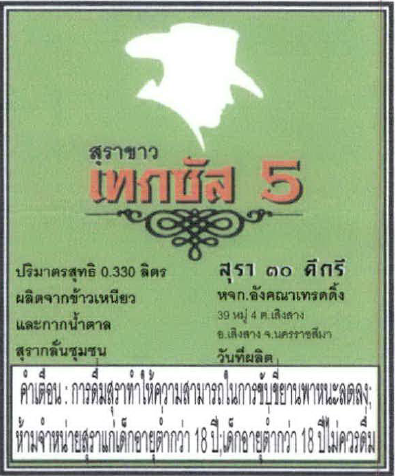 สุราขาว
เทกซัส 5
ปริมาตรสุทธิ 0.330 ลิตร
ผลิตจากข้าวเหนียว
และกากน้ำตาล
สุรากลั่นชุมชน
สุรา ๓๐ ดีกรี
หจก.อังคณาเทรดดิ้ง
39 หมู่ 4 ต.เสิงสาง
อ.เสิงสาง จ.นครราชสีมา
วันที่ผลิต
คำเตือน : การดื่มสุราทำให้ความสามารถในการขับขี่ยานพาหนะลดลง;
ห้ามจำหน่ายสุราแก่เด็กอายุต่ำกว่า 18 ปี;เด็กอายุต่ำกว่า 18 ปีไม่ควรดื่ม